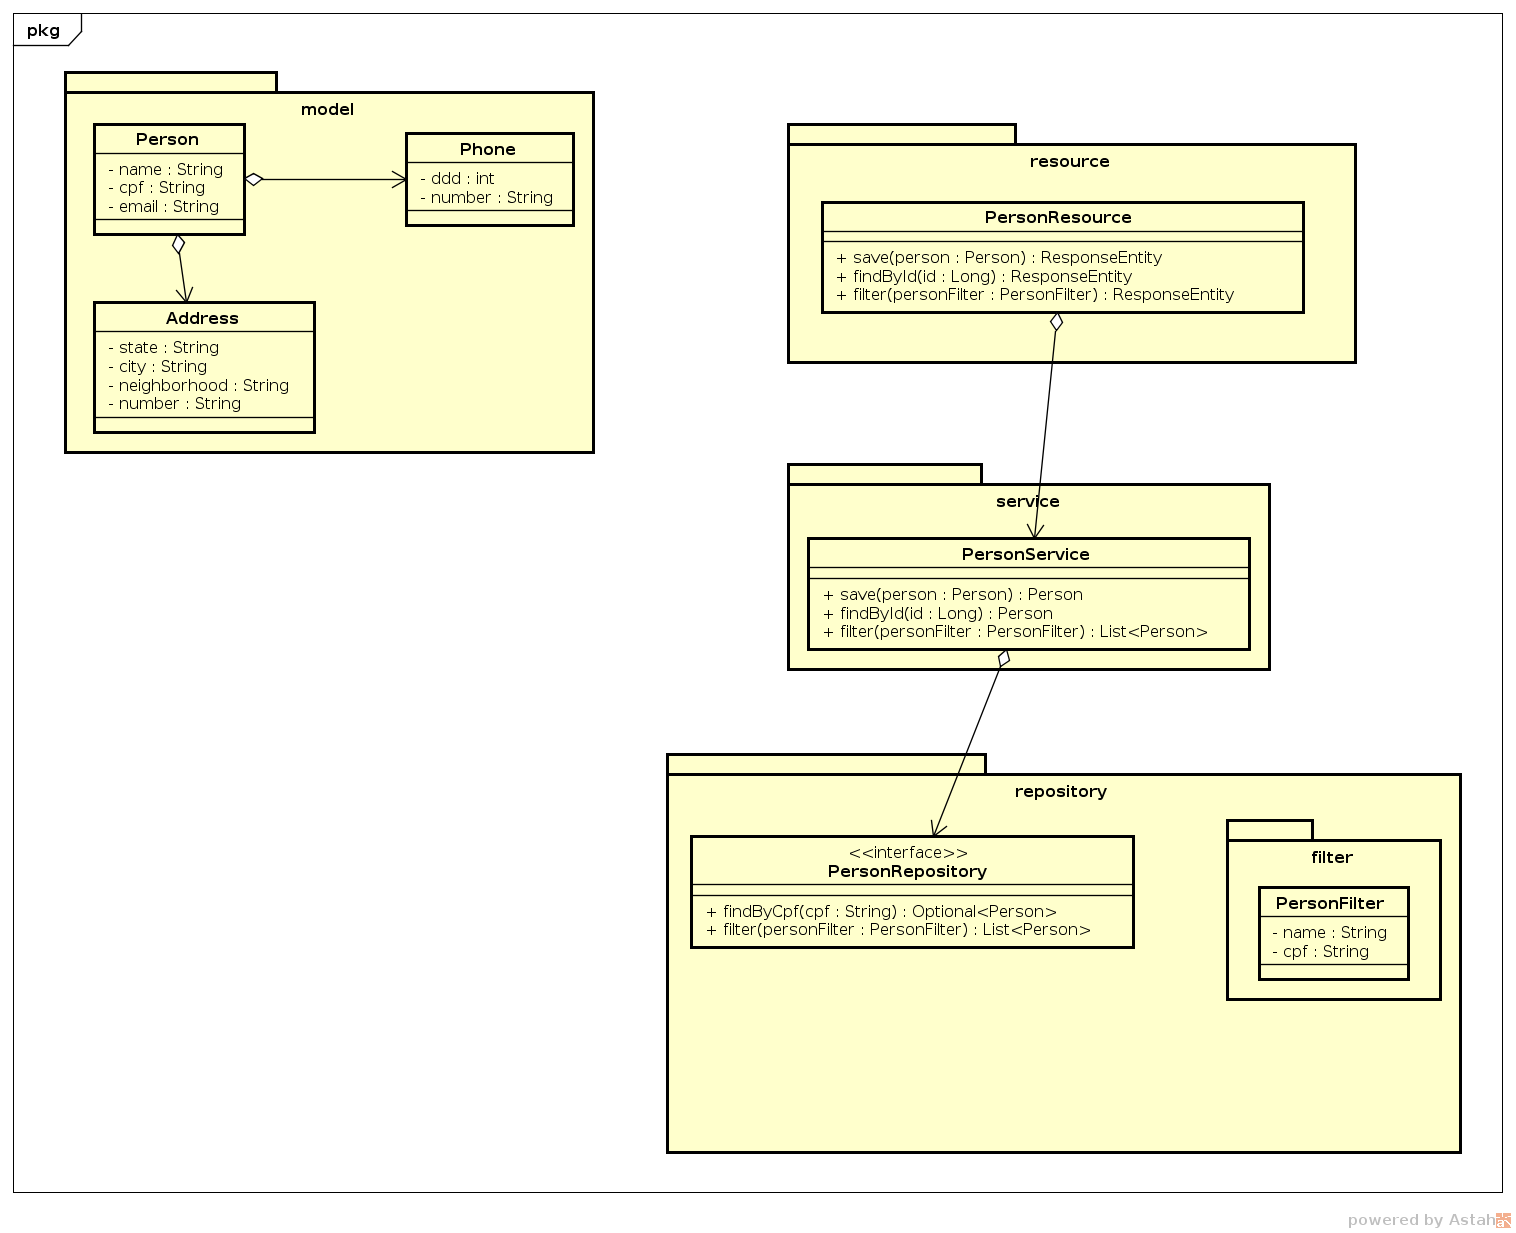 pkg
model
Person
- name : String
- cpf : String
- email : String
Phone
- ddd : int
- number : String
Address
- state : String
- city : String
- neighborhood : String
- number : String
resource
PersonResource
+ save(person : Person) : ResponseEntity
+ findById(id : Long) : ResponseEntity
+ filter(personFilter : PersonFilter) : ResponseEntity
service
PersonService
+ save(person : Person) : Person
+ findById(id : Long) : Person
+ filter(personFilter : PersonFilter) : List<Person>
repository
<<interface>>
PersonRepository
+ findByCpf(cpf : String) : Optional<Person>
+ filter(personFilter : PersonFilter) : List<Person>
filter
PersonFilter
- name : String
- cpf : String
powered by Astah